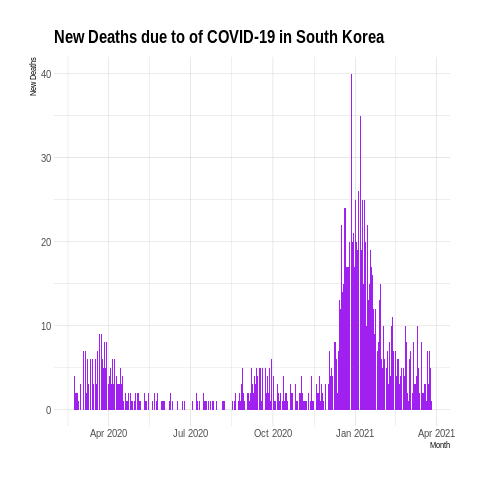 New Deaths due to of COVID-19 in South Korea
New Deaths
40
30
20
10
0
Apr 2020 Jul 2020 Oct 2020 Jan 2021 Apr 2021
Month